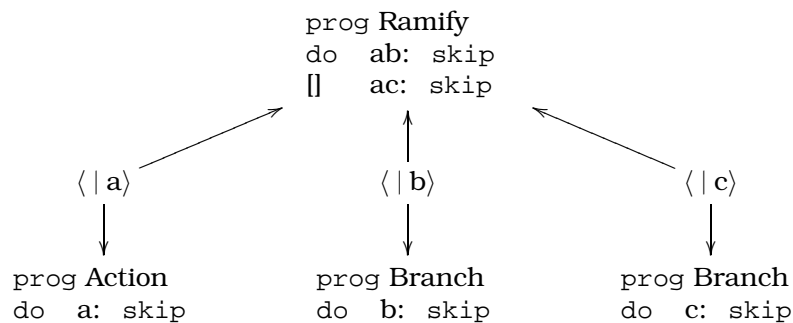 prog Ramify
do ab: skip
[] ac: skip
⟨ | a⟩ ⟨ | b⟩ ⟨ | c⟩
prog Action prog Branch prog Branch
do a: skip do b: skip do c: skip